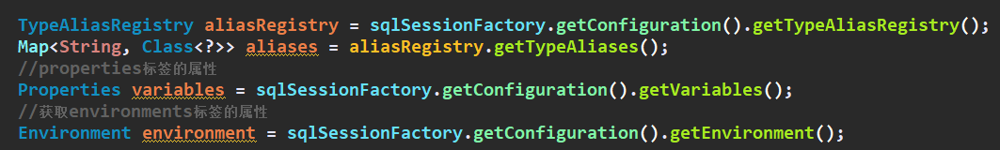 TypeAliasRegistry aliasRegistry = sqlSessionFactory.getConfiguration().getTypeAliasRegistry();
Map<String, Class<?>> aliases = aliasRegistry.getTypeAliases();
//properties标签的属性
Properties variables = sqlSessionFactory.getConfiguration().getVariables();
//获取environments标签的属性
Environment environment = sqlSessionFactory.getConfiguration().getEnvironment();